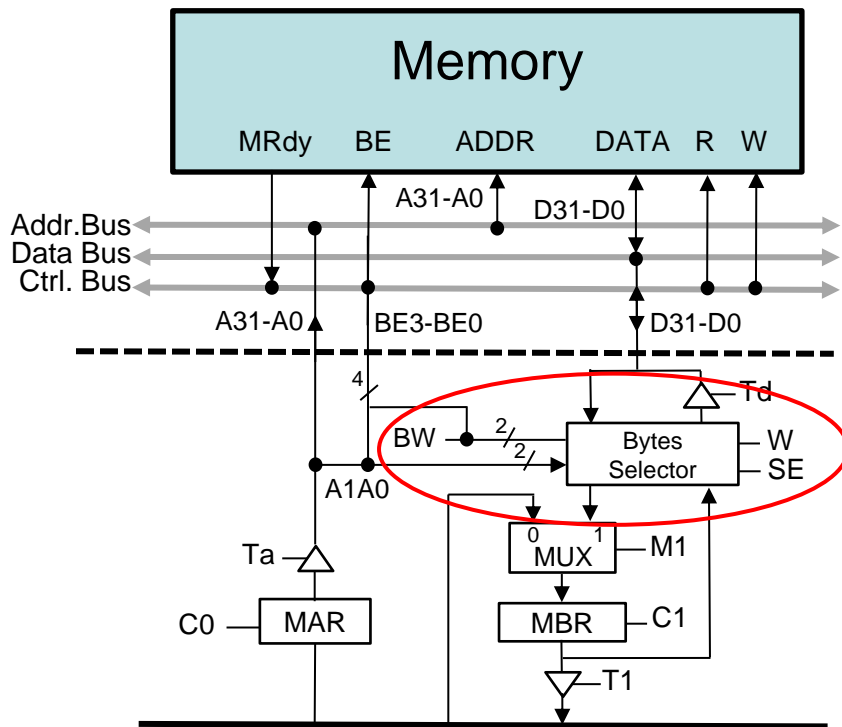 Memory
MRdy BE ADDR DATA R W
A31-A0 D31-D0
Addr.Bus
Data Bus
Ctrl. Bus
A31-A0 BE3-BE0 D31-D0
4
Td
BW 2 Bytes W
2 Selector SE
A1A0
0 1
MUX M1
Ta
C0 MAR MBR C1
T1